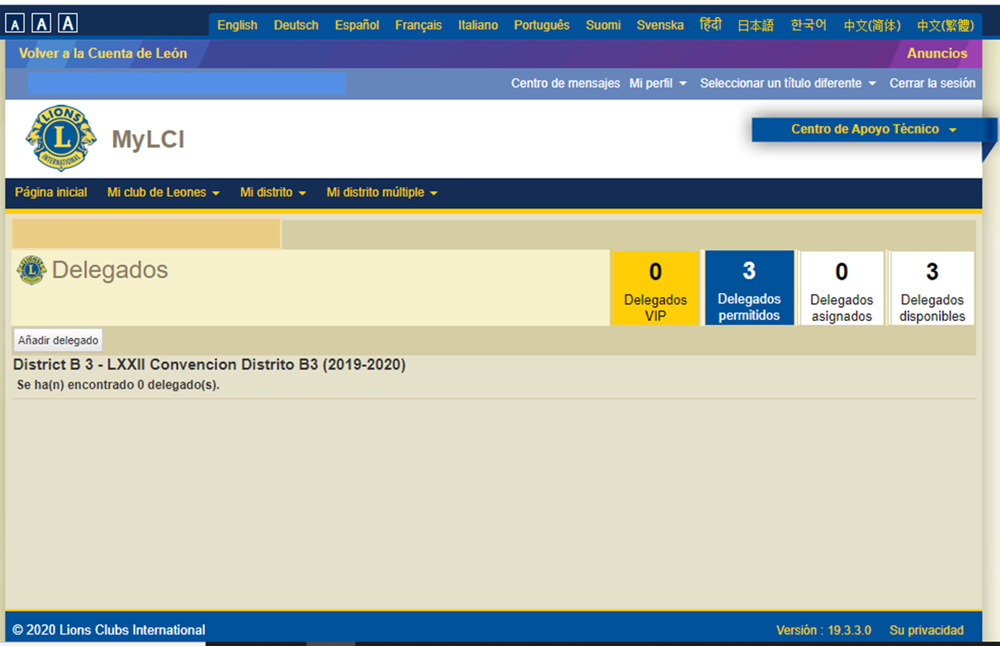 A A A English Deutsch Español Français Italiano Português Suomi Svenska हिंदी 日本語 한국어 中文(简体) 中文(繁體)
Volver a la Cuenta de León Anuncios
Centro de mensajes Mi perfil Seleccionar un título diferente Cerrar la sesión
LIONS L INTERNATIONAL
MyLCI
Centro de Apoyo Técnico
Página inicial Mi club de Leones Mi distrito Mi distrito múltiple
Delegados
0 3 0 3
Delegados Delegados Delegados Delegados
VIP permitidos asignados disponibles
Añadir delegado
District B 3 - LXXII Convencion Distrito B3 (2019-2020)
Se ha(n) encontrado 0 delegado(s).
© 2020 Lions Clubs International Versión : 19.3.3.0 Su privacidad